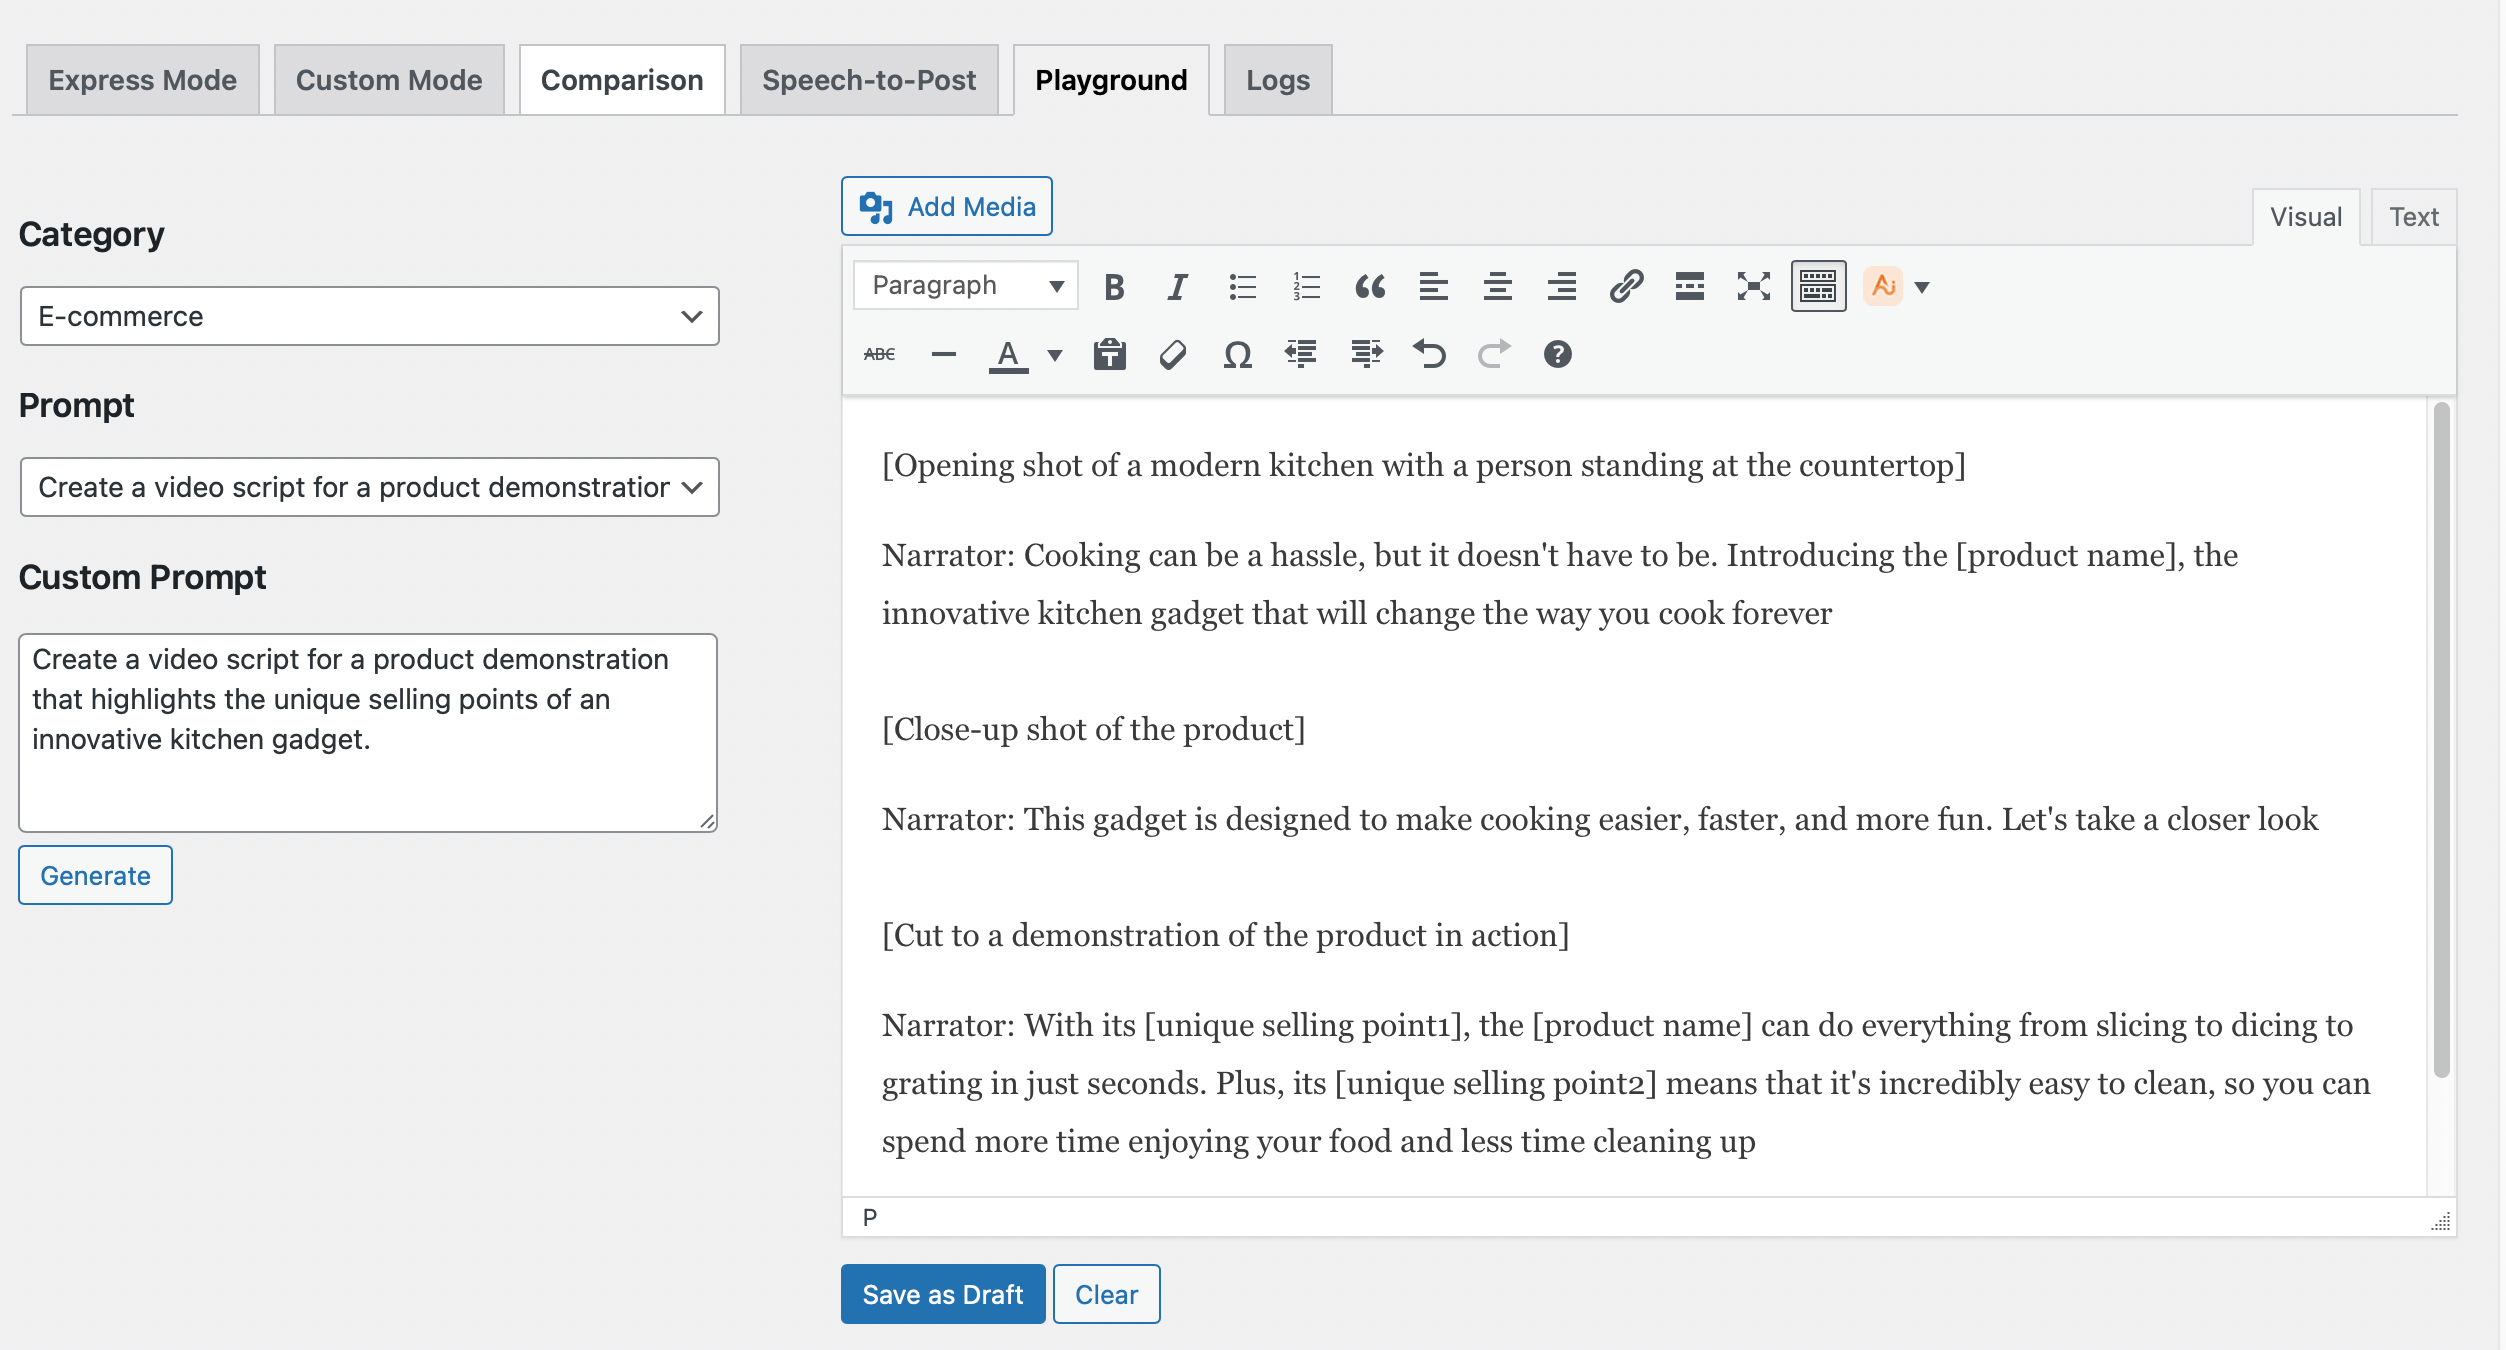 Express Mode
Custom Mode
Comparison
Speech-to-Post
Playground
Logs
Category
E-commerce
Prompt
Create a video script for a product demonstration
Custom Prompt
Create a video script for a product demonstration
that highlights the unique selling points of an
innovative kitchen gadget.
Generate
Add Media
Visual
Text
Paragraph
B
I
1
2
3
Ai
ABC
A
T
Ω
?
[Opening shot of a modern kitchen with a person standing at the countertop]
Narrator: Cooking can be a hassle, but it doesn't have to be. Introducing the [product name], the
innovative kitchen gadget that will change the way you cook forever
[Close-up shot of the product]
Narrator: This gadget is designed to make cooking easier, faster, and more fun. Let's take a closer look
[Cut to a demonstration of the product in action]
Narrator: With its [unique selling point1], the [product name] can do everything from slicing to dicing to
grating in just seconds. Plus, its [unique selling point2] means that it's incredibly easy to clean, so you can
spend more time enjoying your food and less time cleaning up
P
Save as Draft
Clear